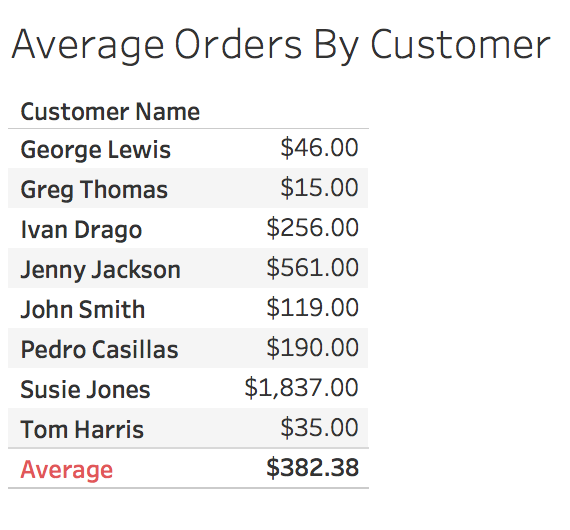 Average Orders By Customer
Customer Name
George Lewis $46.00
Greg Thomas $15.00
Ivan Drago $256.00
Jenny Jackson $561.00
John Smith $119.00
Pedro Casillas $190.00
Susie Jones $1,837.00
Tom Harris $35.00
Average $382.38